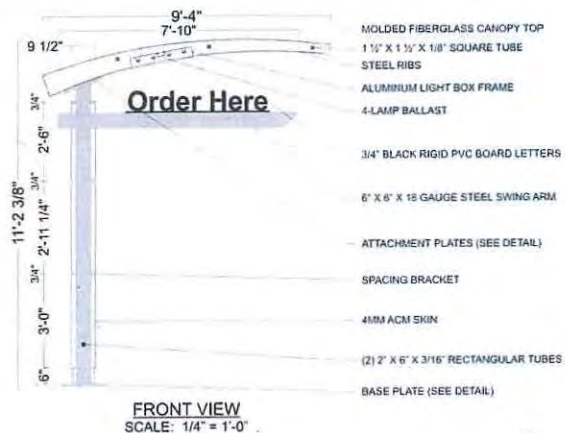 9'-4"
7'-10"
9 1/2"
MOLDED FIBERGLASS CANOPY TOP
1 ½" X 1 ½" X 1/8" SQUARE TUBE
STEEL RIBS
ALUMINUM LIGHT BOX FRAME
4-LAMP BALLAST
Order Here
3/4" BLACK RIGID PVC BOARD LETTERS
6" X 6" X 18 GAUGE STEEL SWING ARM
ATTACHMENT PLATES (SEE DETAIL)
SPACING BRACKET
4MM ACM SKIN
(2) 2" X 6" X 3/16" RECTANGULAR TUBES
BASE PLATE (SEE DETAIL)
11'-2 3/8"
3/4"
2'-6"
3/4"
2'-11 1/4"
3/4"
3'-0"
6"
FRONT VIEW
SCALE: 1/4" = 1'-0"